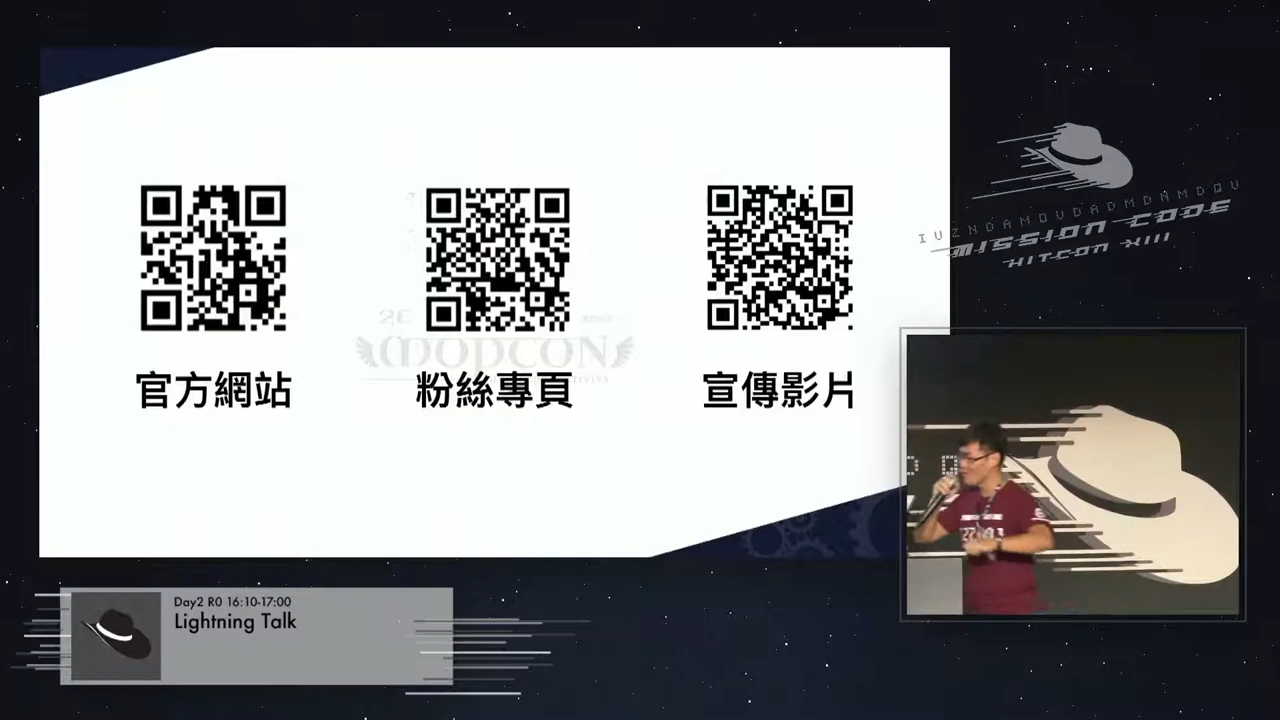 官方網站
粉絲專頁
宣傳影片
MODCON
IVZNDAMQVDADMDAMDQV
MISSION CODE
HITCON XIII
Day2 R0 16:10-17:00
Lightning Talk